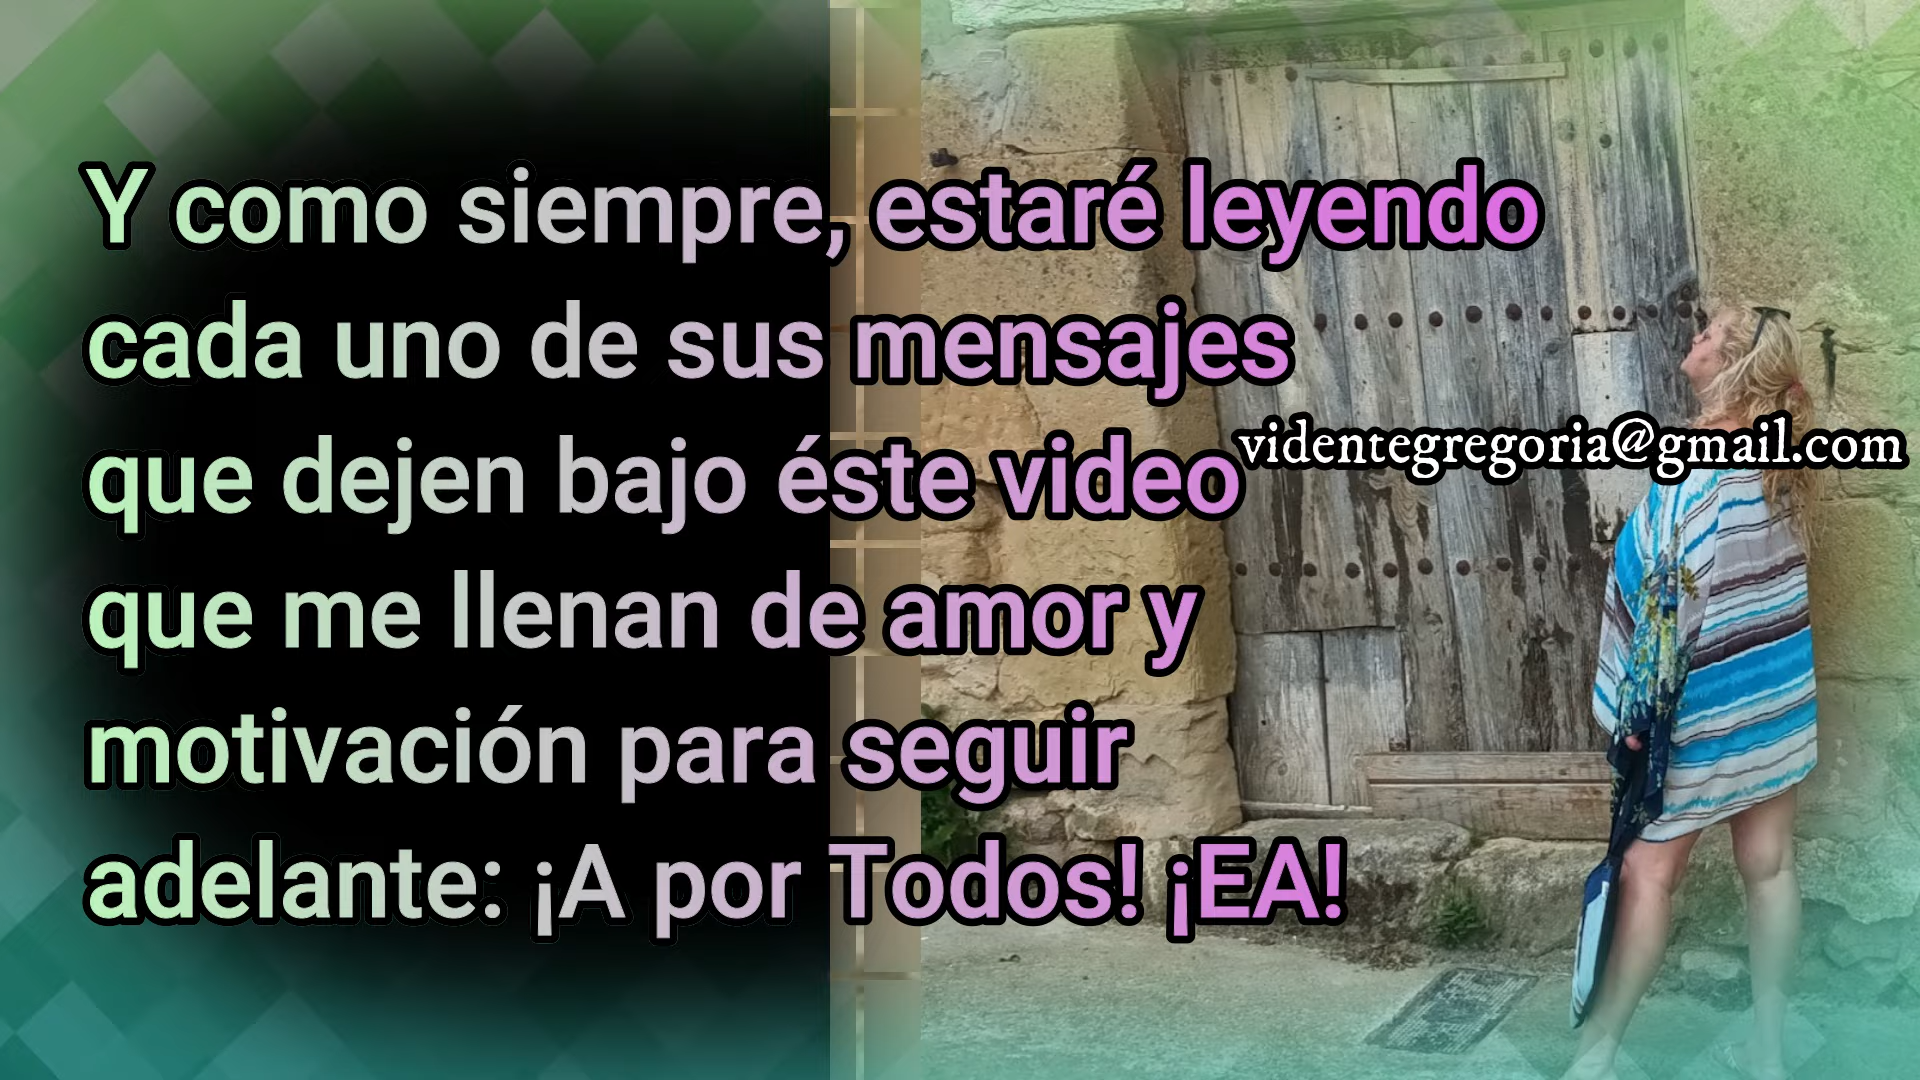 Y como siempre, estaré leyendo
cada uno de sus mensajes
que dejen bajo éste video
videntegregoria@gmail.com
que me llenan de amor y
motivación para seguir
adelante: ¡A por Todos! ¡EA!